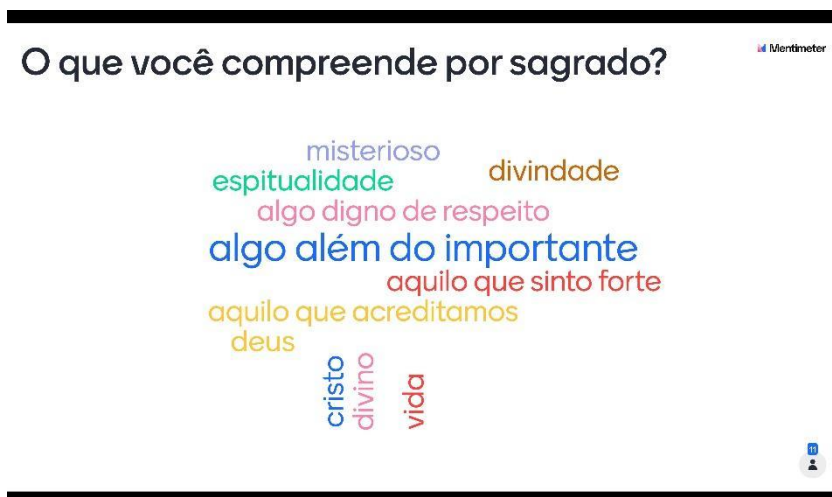 O que você compreende por sagrado?
Mentimeter
misterioso
divindade
espitualidade
algo digno de respeito
algo além do importante
aquilo que sinto forte
aquilo que acreditamos
deus
cristo
divino
vida
11